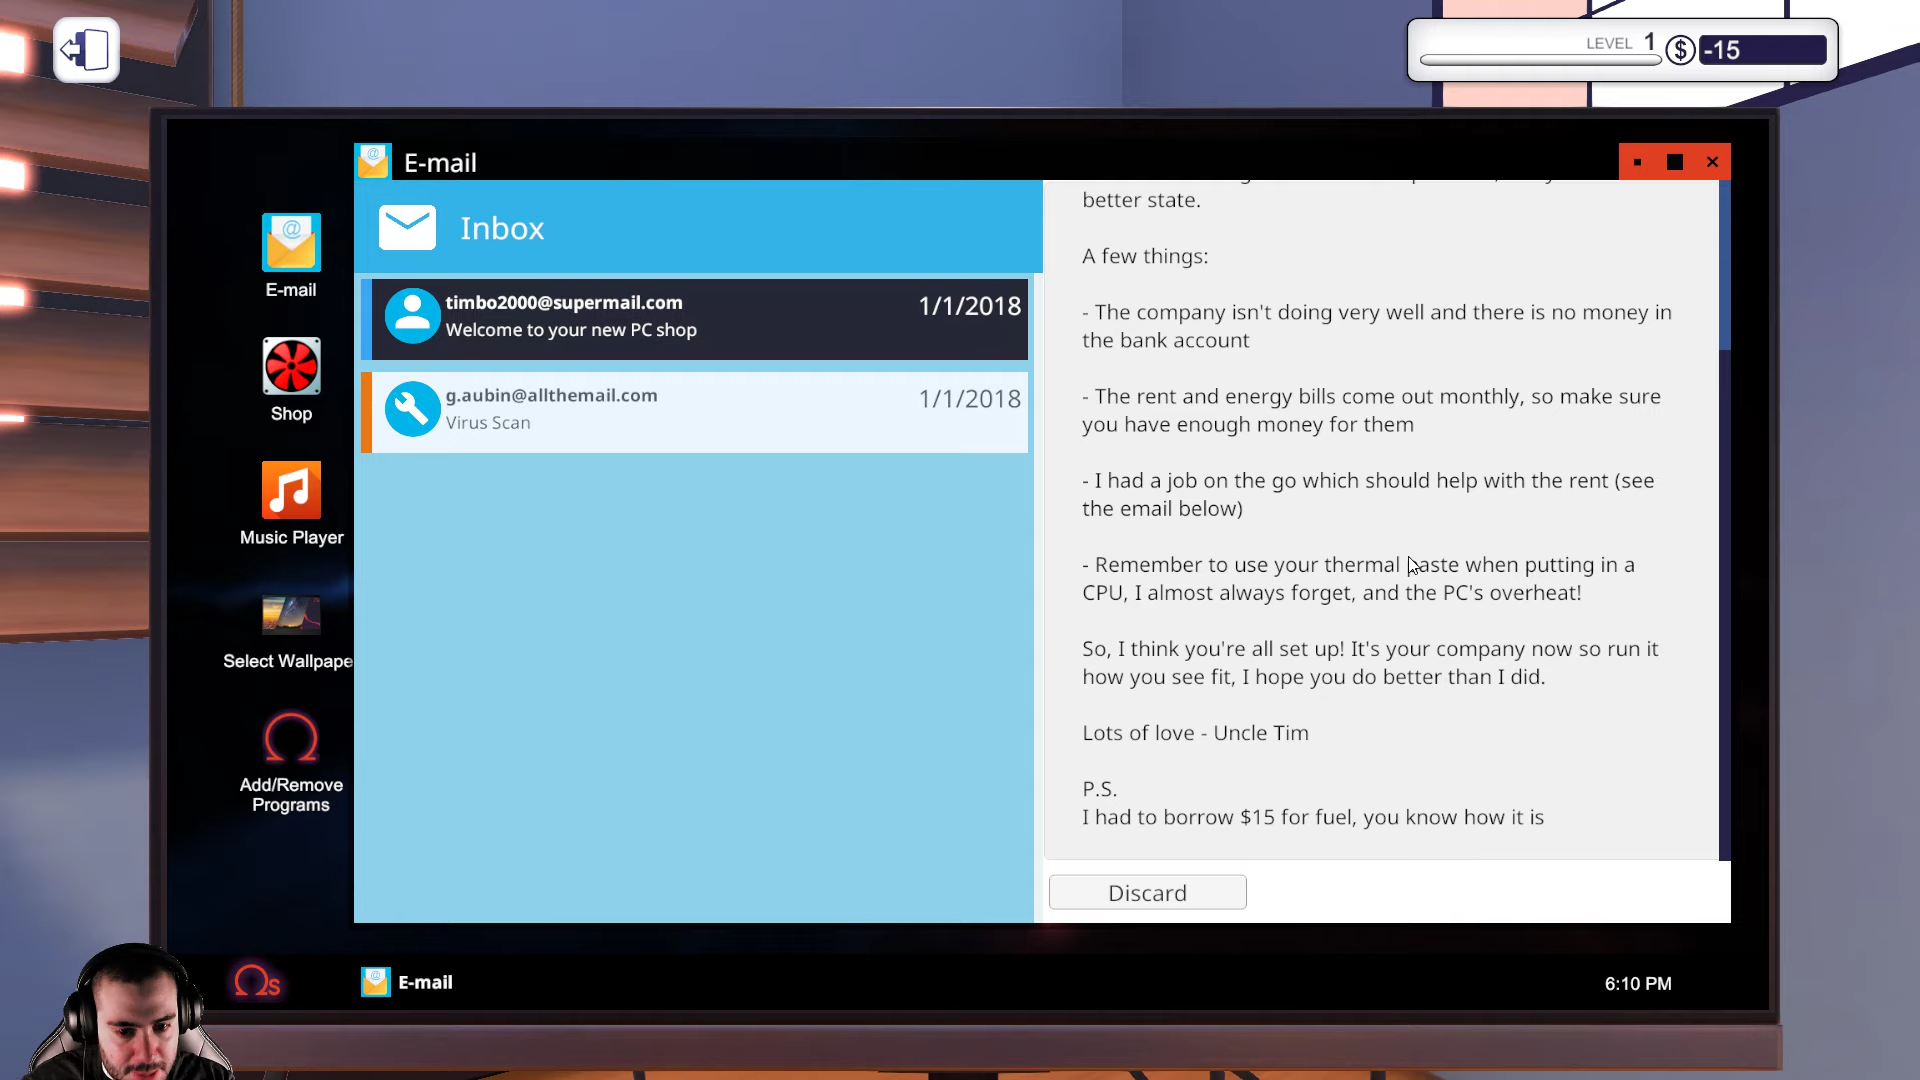 LEVEL 1 $ -15
E-mail
Inbox
timbo2000@supermail.com 1/1/2018
Welcome to your new PC shop
g.aubin@allthemail.com 1/1/2018
Virus Scan
E-mail
Shop
Music Player
Select Wallpape
Add/Remove
Programs
better state.
A few things:
- The company isn't doing very well and there is no money in
the bank account
- The rent and energy bills come out monthly, so make sure
you have enough money for them
- I had a job on the go which should help with the rent (see
the email below)
- Remember to use your thermal paste when putting in a
CPU, I almost always forget, and the PC's overheat!
So, I think you're all set up! It's your company now so run it
how you see fit, I hope you do better than I did.
Lots of love - Uncle Tim
P.S.
I had to borrow $15 for fuel, you know how it is
Discard
Ωs
E-mail
6:10 PM